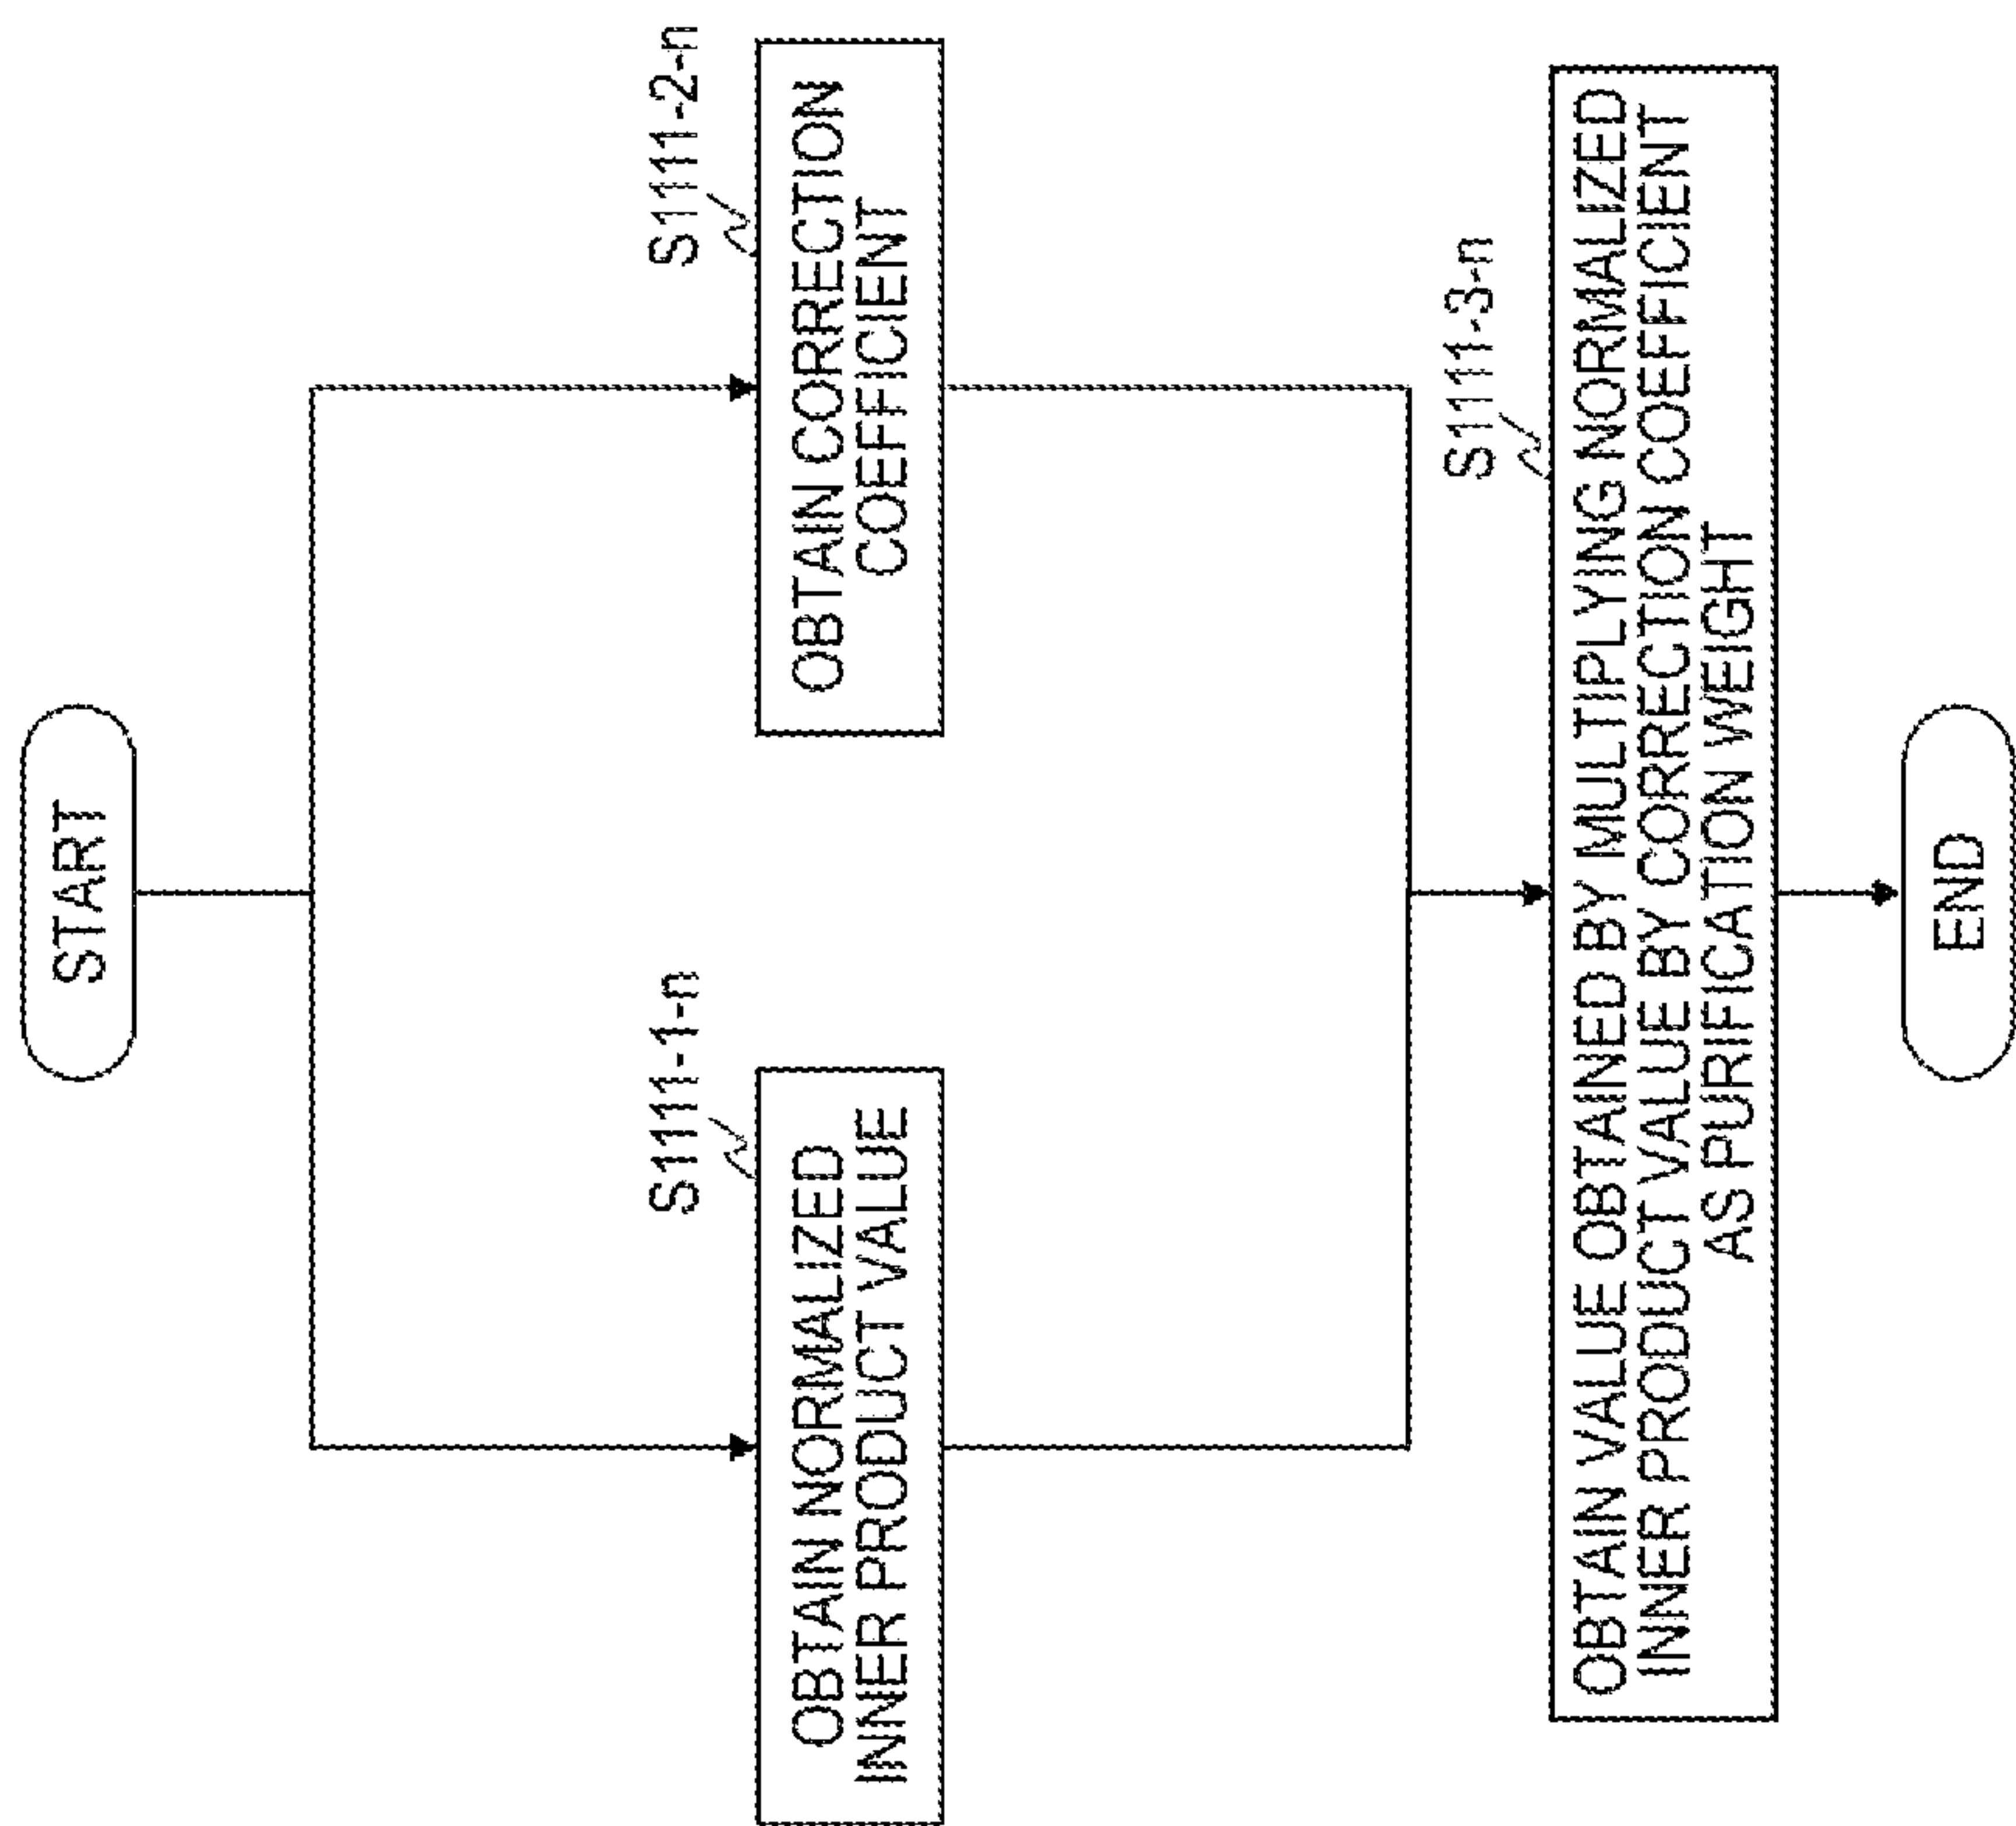 START
S1111-1-n
OBTAIN NORMALIZED
INNER PRODUCT VALUE
S1111-2-n
OBTAIN CORRECTION
COEFFICIENT
S1111-3-n
OBTAIN VALUE OBTAINED BY MULTIPLYING NORMALIZED
INNER PRODUCT VALUE BY CORRECTION COEFFICIENT
AS PURIFICATION WEIGHT
END